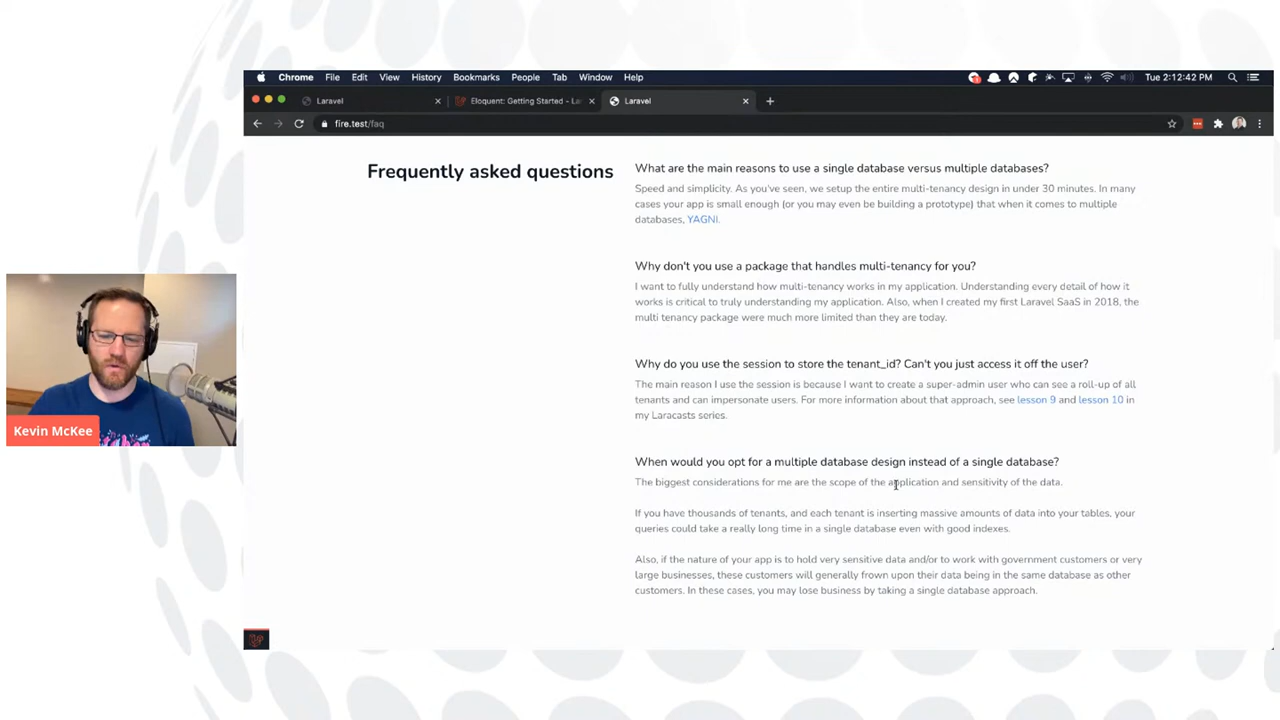 Chrome File Edit View History Bookmarks People Tab Window Help Tue 2:12:42 PM
Laravel Eloquent: Getting Started - La Laravel
fire.test/faq
Frequently asked questions
What are the main reasons to use a single database versus multiple databases?
Speed and simplicity. As you've seen, we setup the entire multi-tenancy design in under 30 minutes. In many
cases your app is small enough (or you may even be building a prototype) that when it comes to multiple
databases, YAGNI.
Why don't you use a package that handles multi-tenancy for you?
I want to fully understand how multi-tenancy works in my application. Understanding every detail of how it
works is critical to truly understanding my application. Also, when I created my first Laravel SaaS in 2018, the
multi tenancy package were much more limited than they are today.
Why do you use the session to store the tenant_id? Can't you just access it off the user?
The main reason I use the session is because I want to create a super-admin user who can see a roll-up of all
tenants and can impersonate users. For more information about that approach, see lesson 9 and lesson 10 in
my Laracasts series.
When would you opt for a multiple database design instead of a single database?
The biggest considerations for me are the scope of the application and sensitivity of the data.
If you have thousands of tenants, and each tenant is inserting massive amounts of data into your tables, your
queries could take a really long time in a single database even with good indexes.
Also, if the nature of your app is to hold very sensitive data and/or to work with government customers or very
large businesses, these customers will generally frown upon their data being in the same database as other
customers. In these cases, you may lose business by taking a single database approach.
Kevin McKee